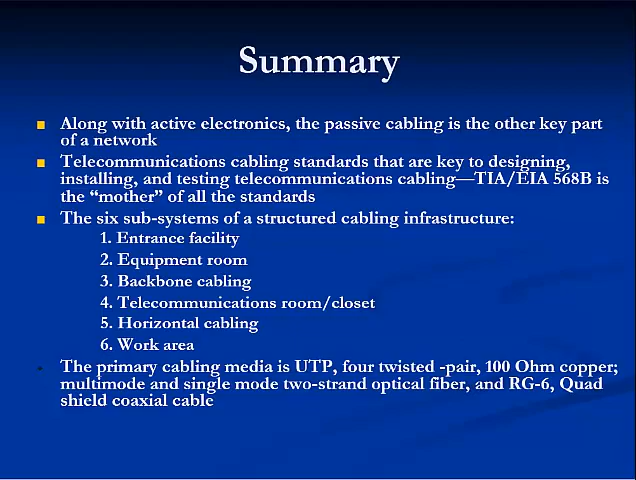 Summary
Along with active electronics, the passive cabling is the other key part
of a network
Telecommunications cabling standards that are key to designing,
installing, and testing telecommunications cabling—TIA/EIA 568B is
the “mother” of all the standards
The six sub-systems of a structured cabling infrastructure:
1. Entrance facility
2. Equipment room
3. Backbone cabling
4. Telecommunications room/closet
5. Horizontal cabling
6. Work area
The primary cabling media is UTP, four twisted -pair, 100 Ohm copper;
multimode and single mode two-strand optical fiber, and RG-6, Quad
shield coaxial cable